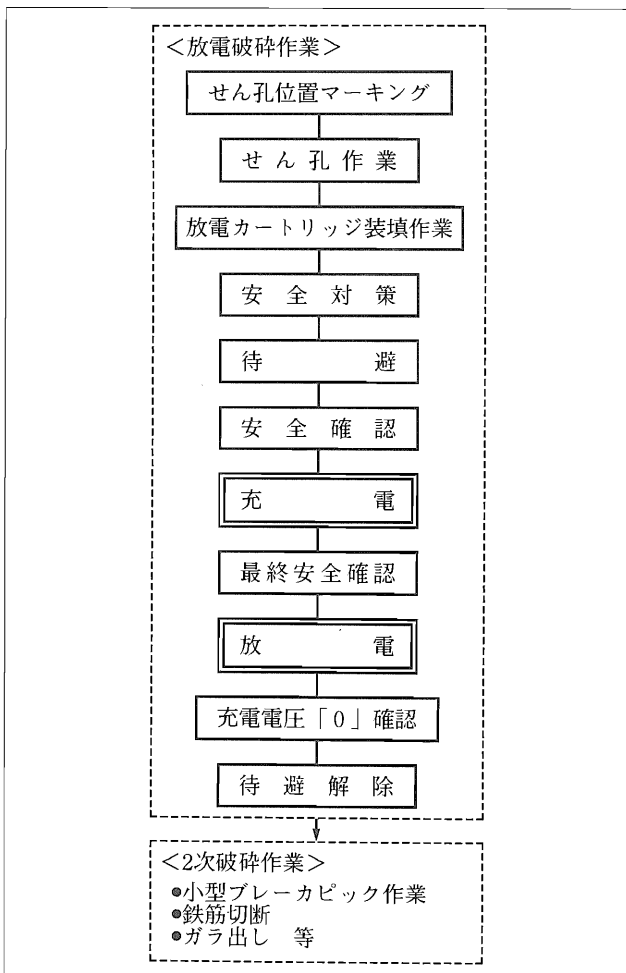 <放電破砕作業>
せん孔位置マーキング
せん孔作業
放電カートリッジ装填作業
安全対策
待避
安全確認
充電
最終安全確認
放電
充電電圧「0」確認
待避解除
<2次破砕作業>
●小型ブレーカピック作業
●鉄筋切断
●ガラ出し 等